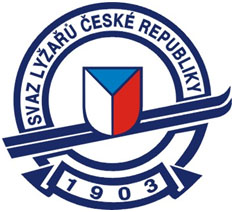 SVAZ LYŽAŘŮ ČESKÉ REPUBLIKY
1903